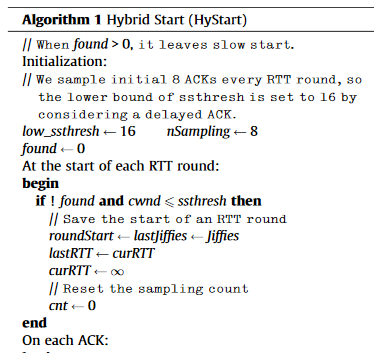 Algorithm 1 Hybrid Start (HyStart)
// When found > 0, it leaves slow start.
Initialization:
// We sample initial 8 ACKs every RTT round, so
the lower bound of ssthresh is set to 16 by
considering a delayed ACK.
low_ssthresh ← 16 nSampling ← 8
found ← 0
At the start of each RTT round:
begin
if ! found and cwnd ⩽ ssthresh then
// Save the start of an RTT round
roundStart ← lastJiffies ← Jiffies
lastRTT ← curRTT
curRTT ← ∞
// Reset the sampling count
cnt ← 0
end
On each ACK: